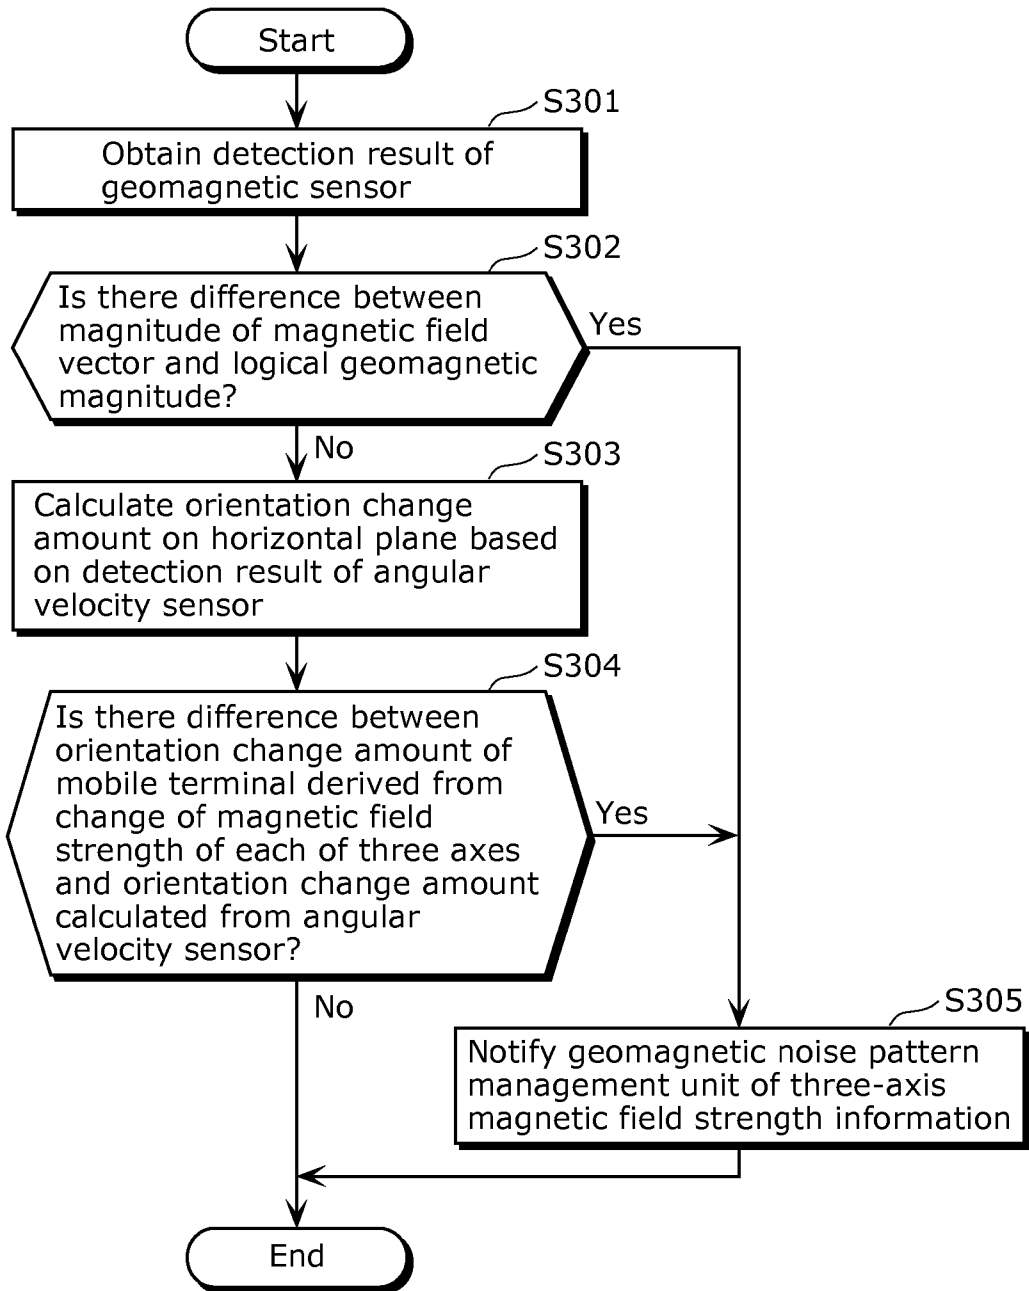 Start
S301
Obtain detection result of
geomagnetic sensor
S302
Is there difference between
magnitude of magnetic field
vector and logical geomagnetic
magnitude?
Yes
No
S303
Calculate orientation change
amount on horizontal plane based
on detection result of angular
velocity sensor
S304
Is there difference between
orientation change amount of
mobile terminal derived from
change of magnetic field
strength of each of three axes
and orientation change amount
calculated from angular
velocity sensor?
Yes
No
S305
Notify geomagnetic noise pattern
management unit of three-axis
magnetic field strength information
End